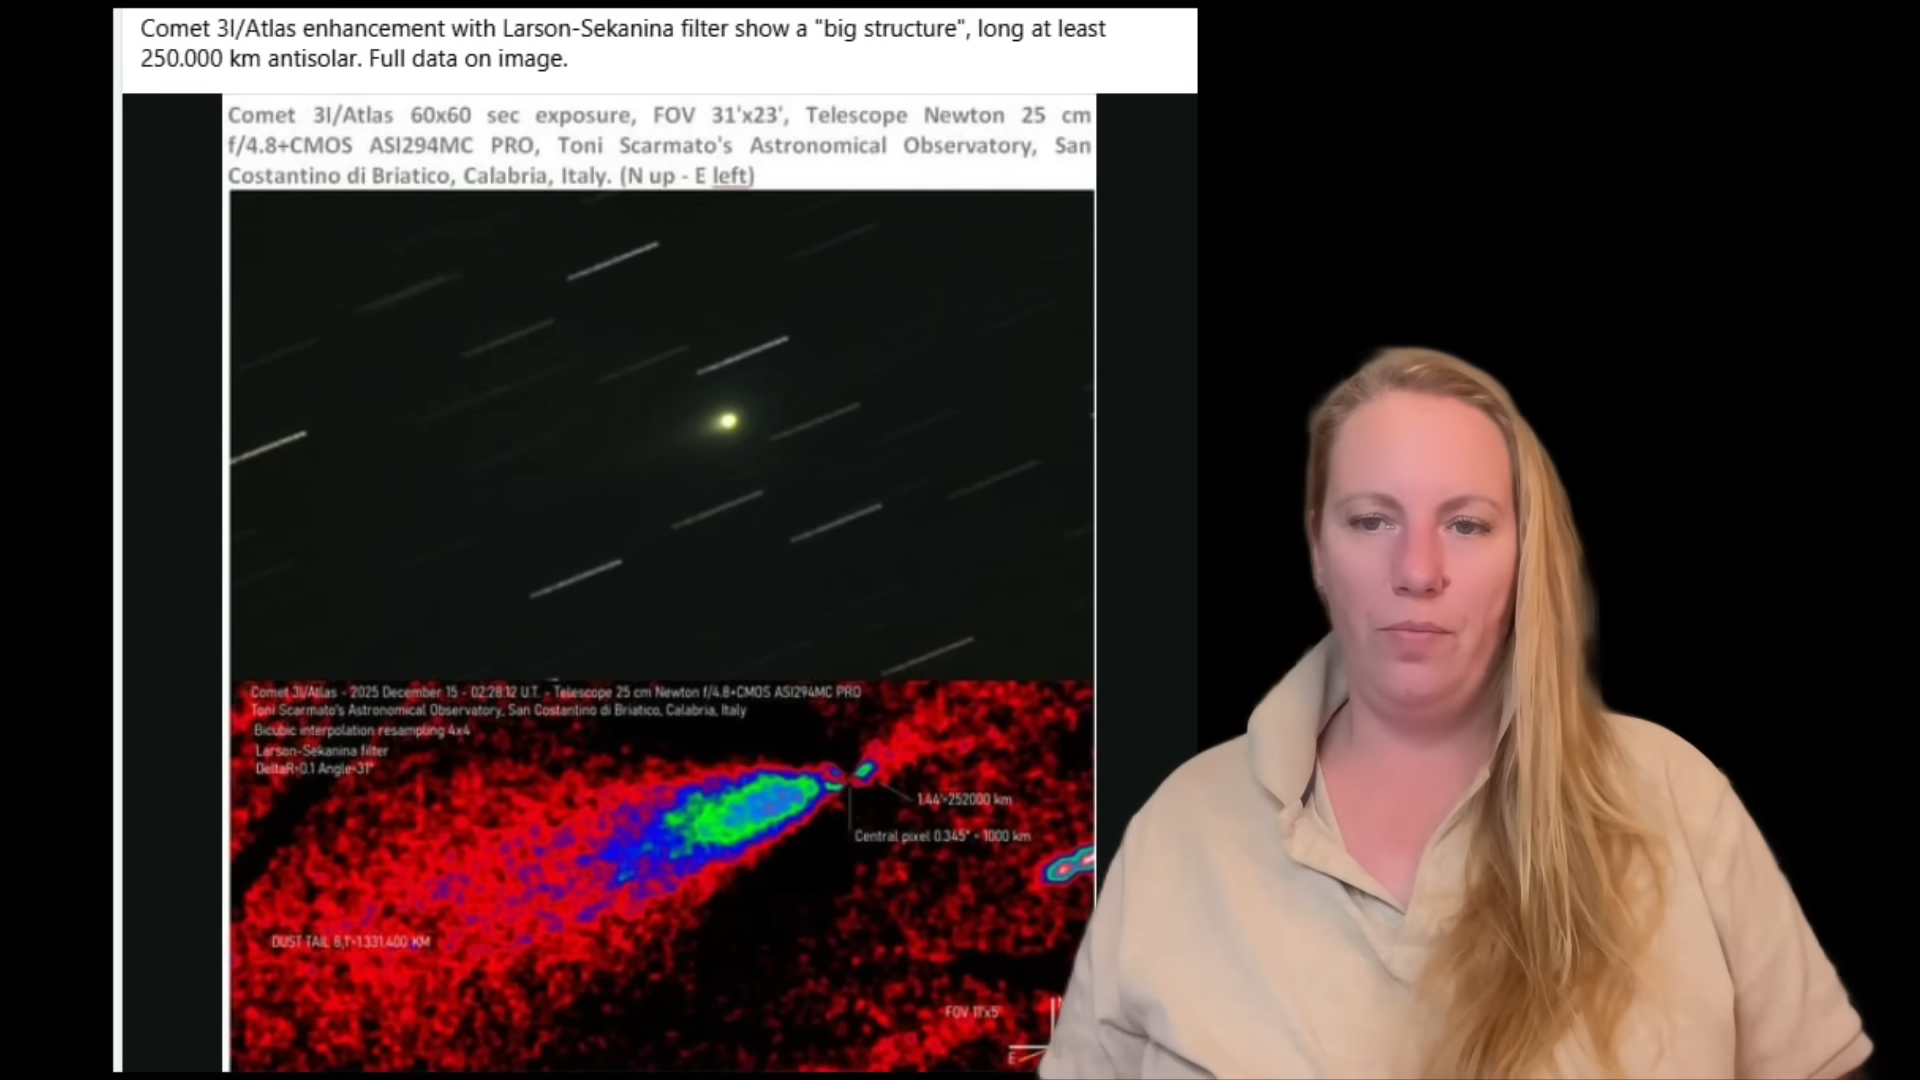 Comet 3I/Atlas enhancement with Larson-Sekanina filter show a "big structure", long at least
250.000 km antisolar. Full data on image.
Comet 3I/Atlas 60x60 sec exposure, FOV 31'x23', Telescope Newton 25 cm
f/4.8+CMOS ASI294MC PRO, Toni Scarmato's Astronomical Observatory, San
Costantino di Briatico, Calabria, Italy. (N up - E left)
Comet 3I/Atlas - 2025 December 15 - 02:28:12 U.T. - Telescope 25 cm Newton f/4.8+CMOS ASI294MC PRO
Toni Scarmato's Astronomical Observatory, San Costantino di Briatico, Calabria, Italy
Bicubic interpolation resampling 4x4
Larson-Sekanina filter
DeltaR=0.1 Angle=31°
1.44'=252000 km
Central pixel 0.345" - 1000 km
DUST TAIL 8,1'=1.331.400 KM
FOV 11'x5'
E